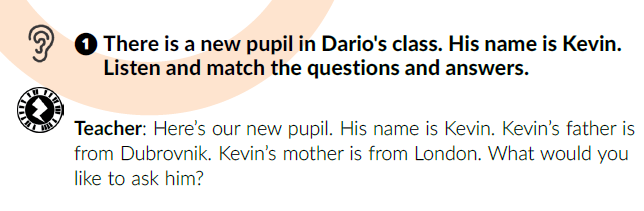 1 There is a new pupil in Dario's class. His name is Kevin.
Listen and match the questions and answers.
Teacher: Here's our new pupil. His name is Kevin. Kevin's father is
from Dubrovnik. Kevin's mother is from London. What would you
like to ask him?